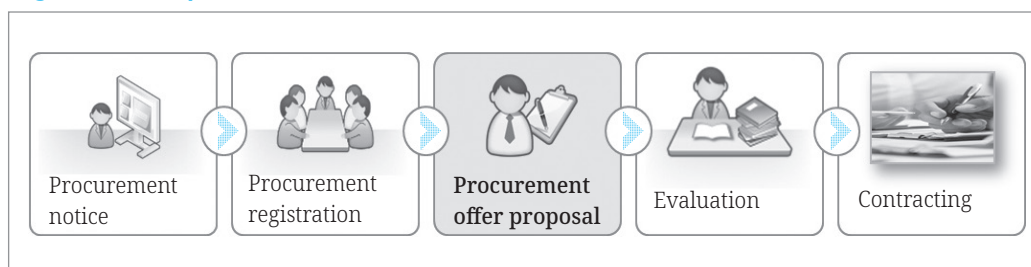 Procurement
notice
Procurement
registration
Procurement
offer proposal
Evaluation
Contracting